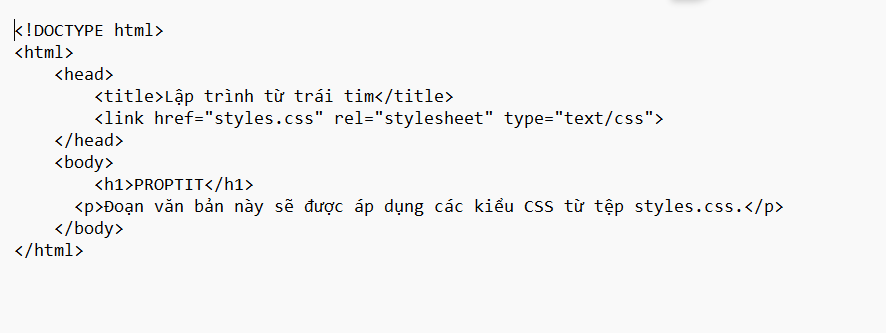 <!DOCTYPE html>
<html>
    <head>
        <title>Lập trình từ trái tim</title>
        <link href="styles.css" rel="stylesheet" type="text/css">
    </head>
    <body>
        <h1>PROPTIT</h1>
      <p>Đoạn văn bản này sẽ được áp dụng các kiểu CSS từ tệp styles.css.</p>
    </body>
</html>